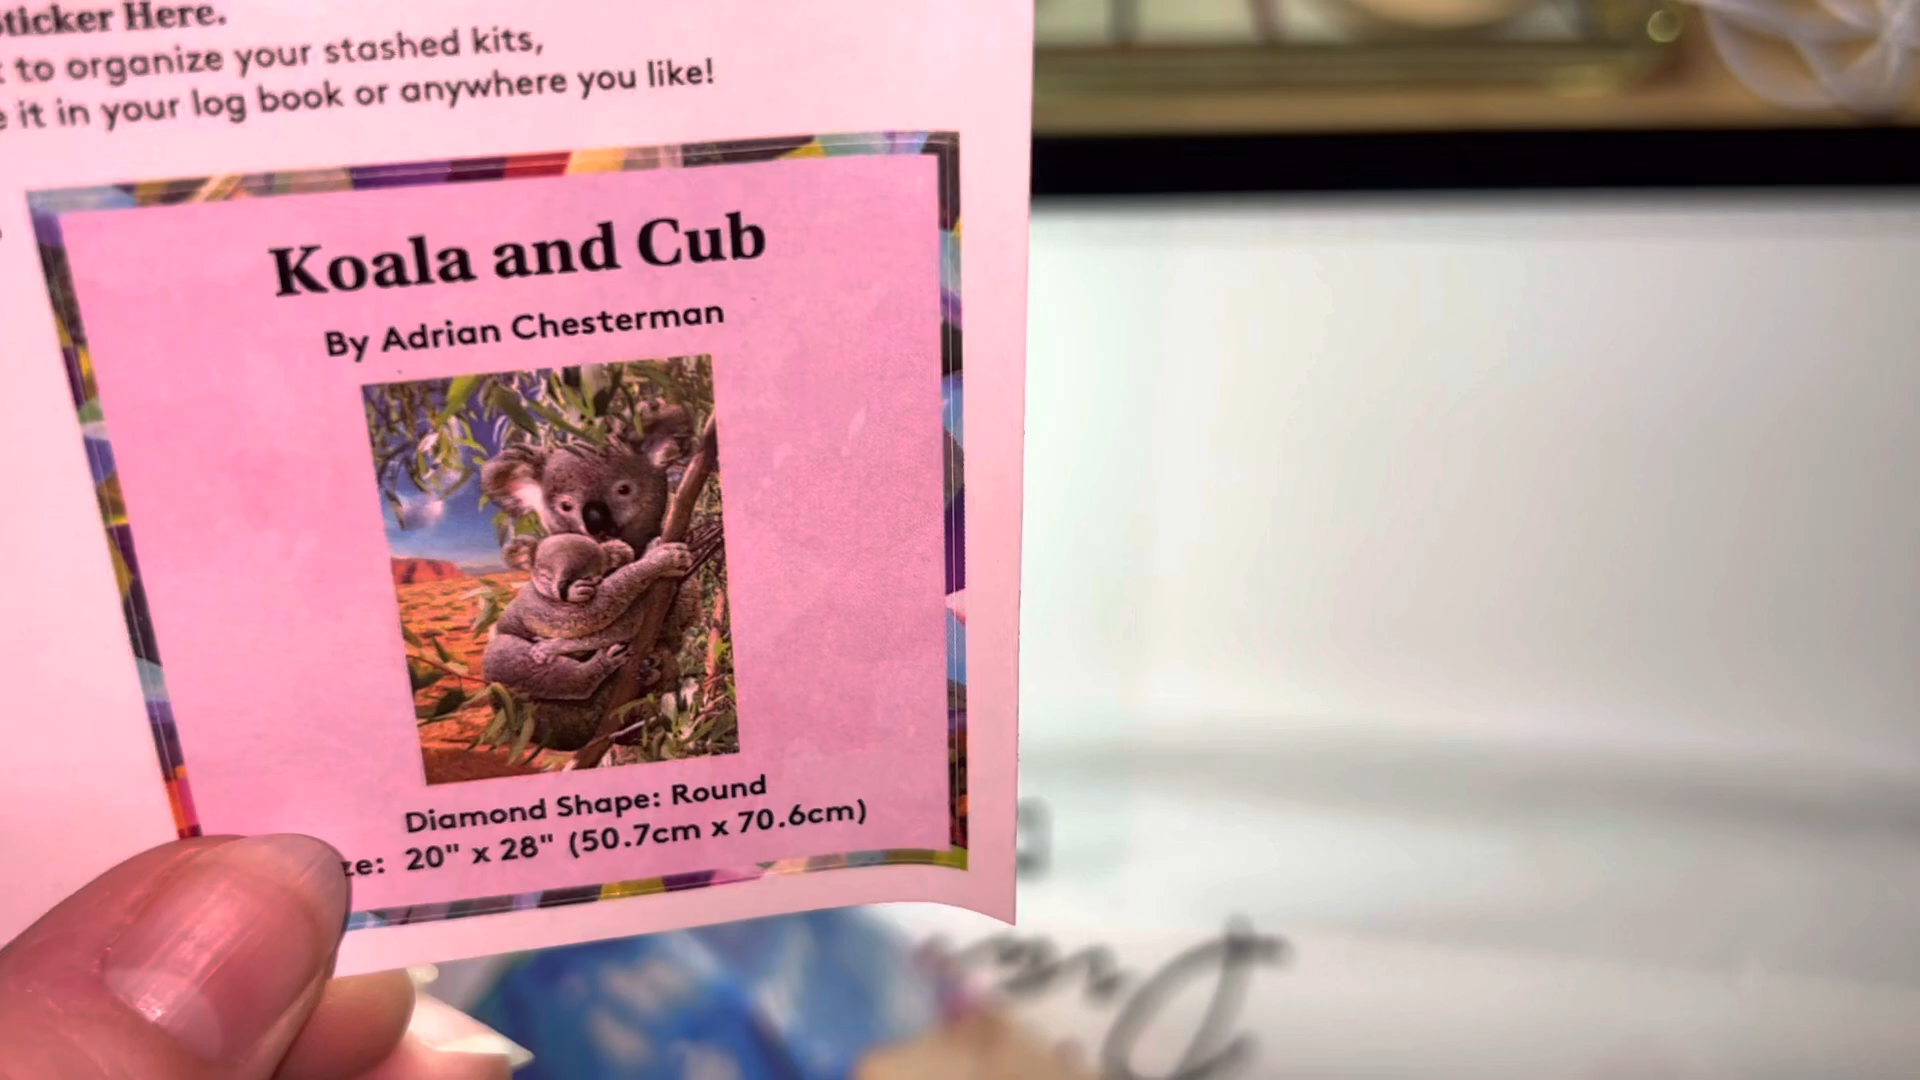 Sticker Here.
to organize your stashed kits,
it in your log book or anywhere you like!
Koala and Cub
By Adrian Chesterman
Diamond Shape: Round
ze: 20" x 28" (50.7cm x 70.6cm)